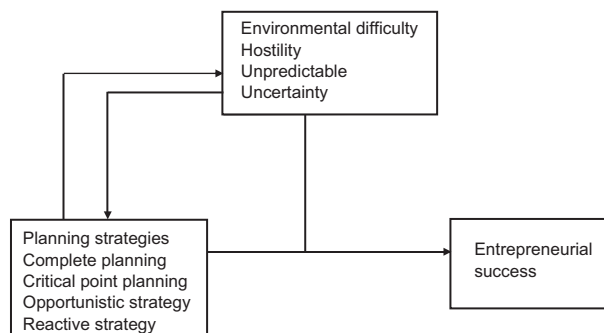 Environmental difficulty
Hostility
Unpredictable
Uncertainty
Planning strategies
Complete planning
Critical point planning
Opportunistic strategy
Reactive strategy
Entrepreneurial
success